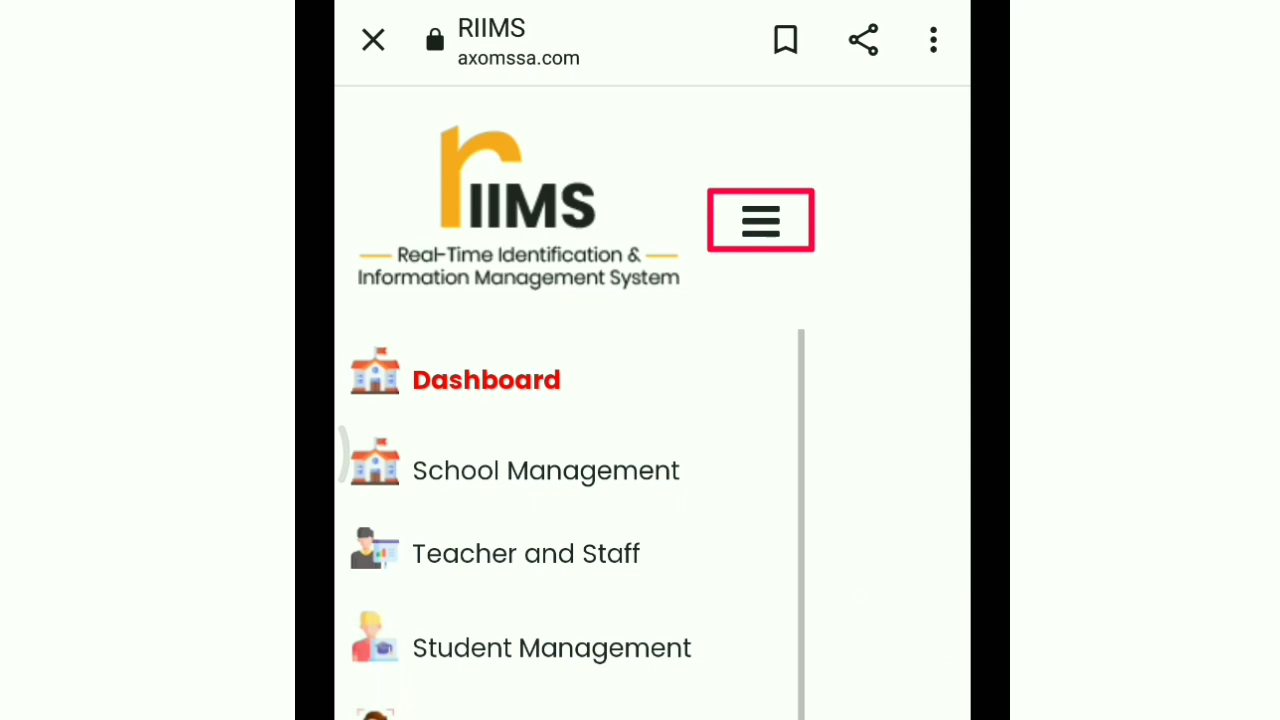 RIIMS
axomssa.com
rIIMS
Real-Time Identification &
Information Management System
Dashboard
School Management
Teacher and Staff
Student Management